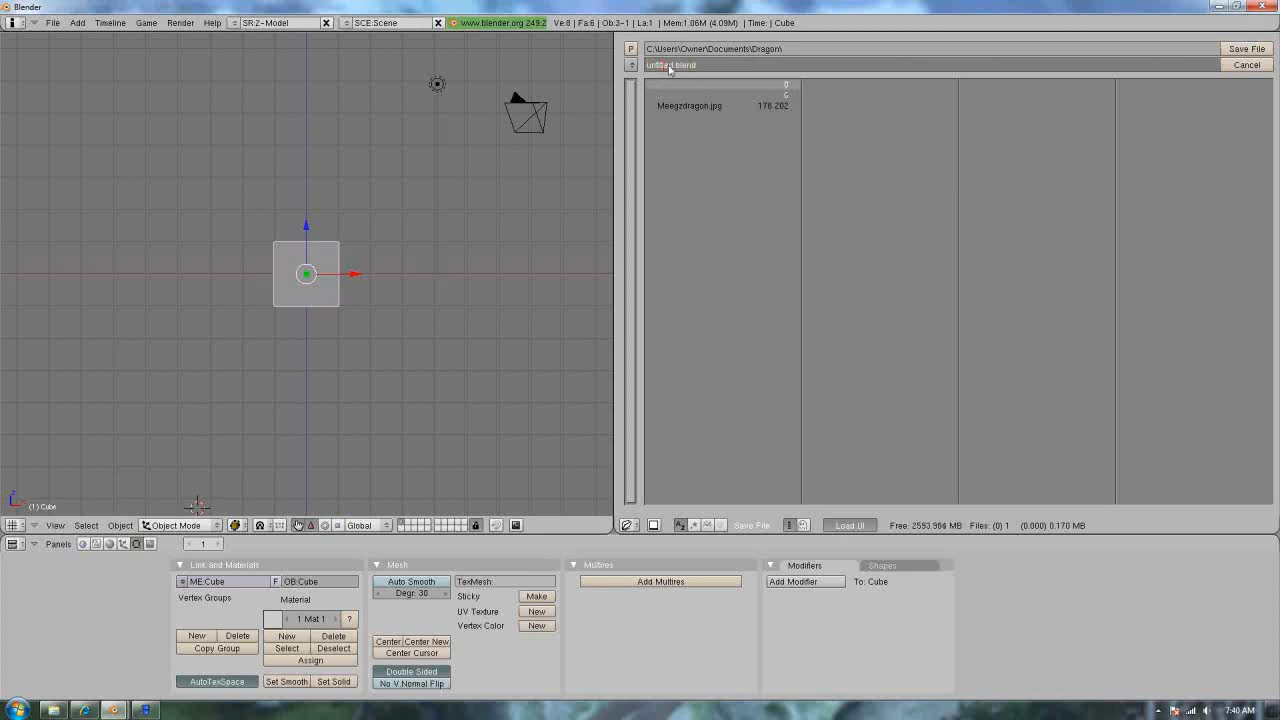 Blender
File Add Timeline Game Render Help SR:2-Model SCE:Scene www.blender.org 249.2 Ve:8 | Fa:6 | Ob:3-1 | La:1 | Mem:1.06M (4.09M) | Time: | Cube
P C:\Users\Owner\Documents\Dragon\ Save File
untitled.blend Cancel
Meegzdragon.jpg 178 202
(1) Cube
View Select Object Object Mode Global
Save File Load UI Free: 2593.984 MB Files: (0) 1 (0.000) 0.170 MB
Panels 1
Link and Materials Mesh Multires Modifiers Shapes
ME:Cube F OB:Cube Auto Smooth TexMesh: Add Multires Add Modifier To: Cube
Vertex Groups Material Degr: 30 Sticky Make
1 Mat 1 ? UV Texture New
Vertex Color New
New Delete New Delete Center Center New
Copy Group Select Deselect Center Cursor
Assign
Double Sided
AutoTexSpace Set Smooth Set Solid No V.Normal Flip
7:40 AM